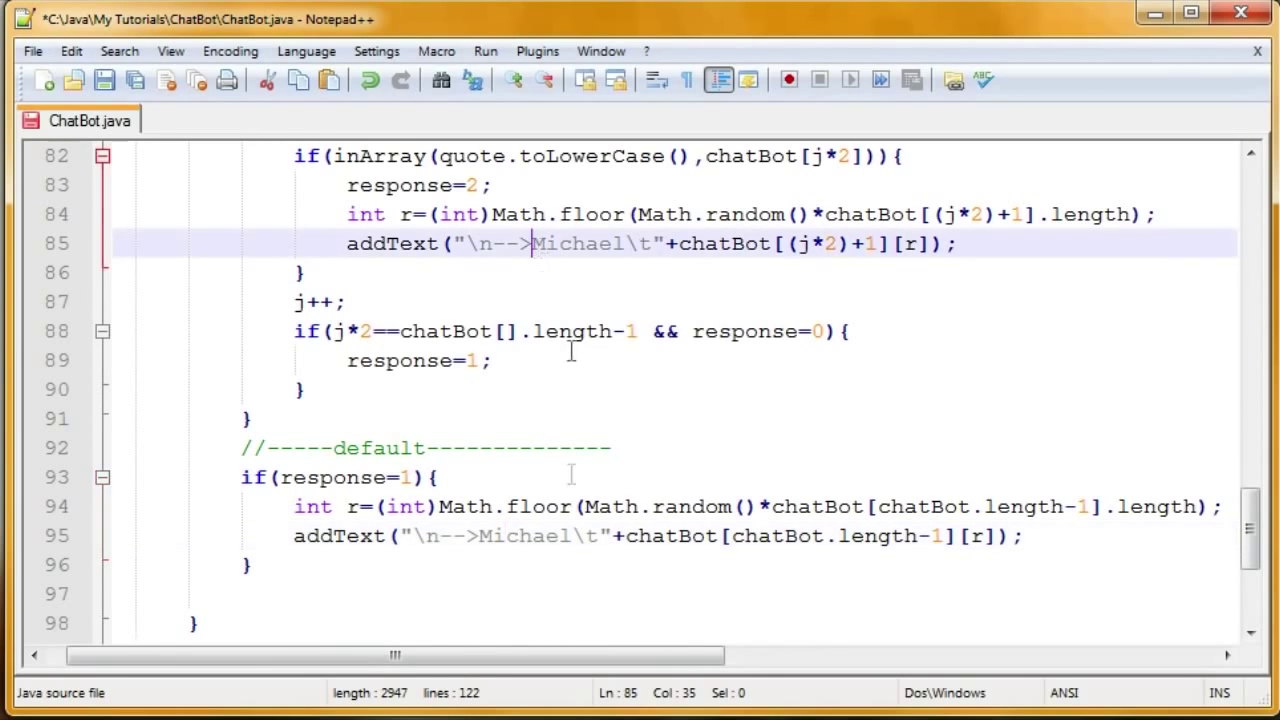 *C:\Java\My Tutorials\ChatBot\ChatBot.java - Notepad++
File Edit Search View Encoding Language Settings Macro Run Plugins Window ? X
ChatBot.java
82 if(inArray(quote.toLowerCase(),chatBot[j*2])){
83 response=2;
84 int r=(int)Math.floor(Math.random()*chatBot[(j*2)+1].length);
85 addText("\n-->Michael\t"+chatBot[(j*2)+1][r]);
86 }
87 j++;
88 if(j*2==chatBot[].length-1 && response=0){
89 response=1;
90 }
91 }
92 //-----default--------------
93 if(response=1){
94 int r=(int)Math.floor(Math.random()*chatBot[chatBot.length-1].length);
95 addText("\n-->Michael\t"+chatBot[chatBot.length-1][r]);
96 }
97
98 }
Java source file length : 2947 lines : 122 Ln : 85 Col : 35 Sel : 0 Dos\Windows ANSI INS